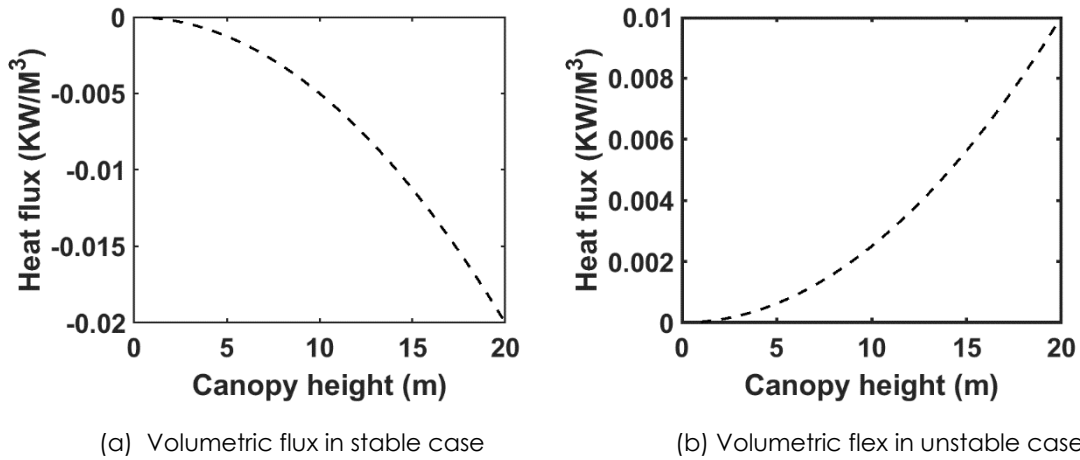 0
-0.005
-0.01
-0.015
-0.02
0 5 10 15 20
Heat flux (KW/M³)
Canopy height (m)
(a) Volumetric flux in stable case
0.01
0.008
0.006
0.004
0.002
0
0 5 10 15 20
Heat flux (KW/M³)
Canopy height (m)
(b) Volumetric flex in unstable case